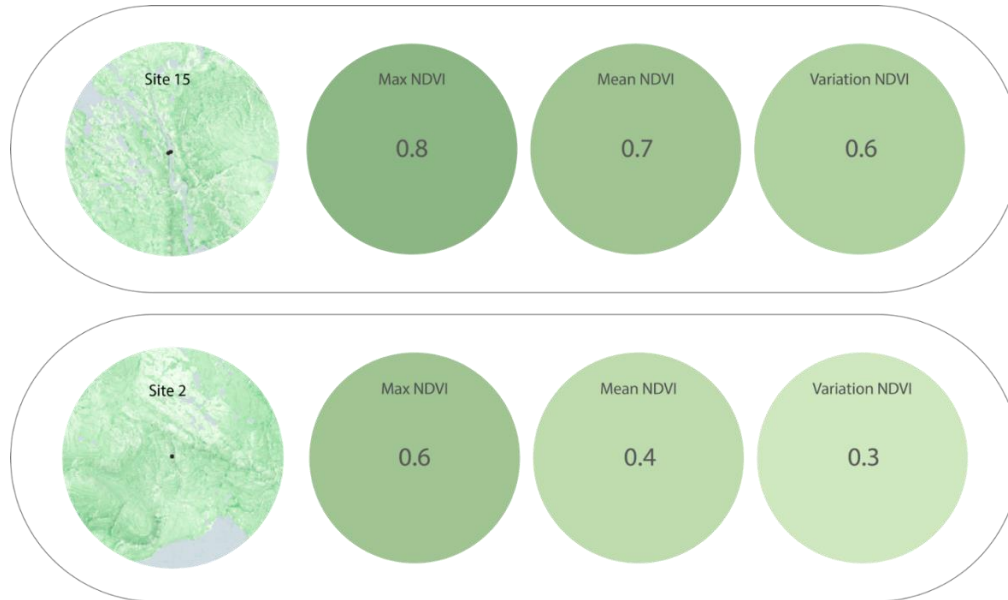 Site 15
Max NDVI
0.8
Mean NDVI
0.7
Variation NDVI
0.6
Site 2
Max NDVI
0.6
Mean NDVI
0.4
Variation NDVI
0.3